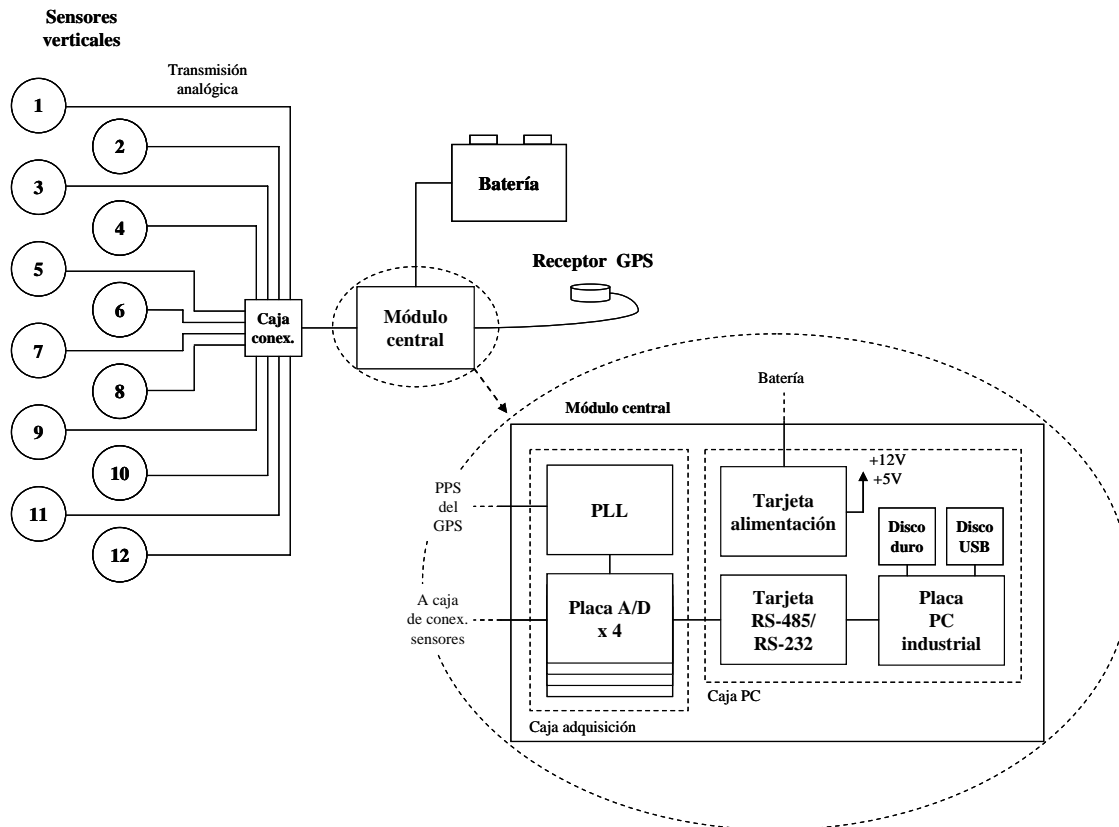 Sensores
verticales
Transmisión
analógica
1
2
3
4
5
6
7
8
9
10
11
12
Caja
conex.
Batería
Receptor GPS
Módulo
central
Batería
Módulo central
PPS
del
GPS
PLL
A caja
de conex.
sensores
Placa A/D
x 4
Caja adquisición
+12V
+5V
Tarjeta
alimentación
Disco
duro
Disco
USB
Tarjeta
RS-485/
RS-232
Placa
PC
industrial
Caja PC